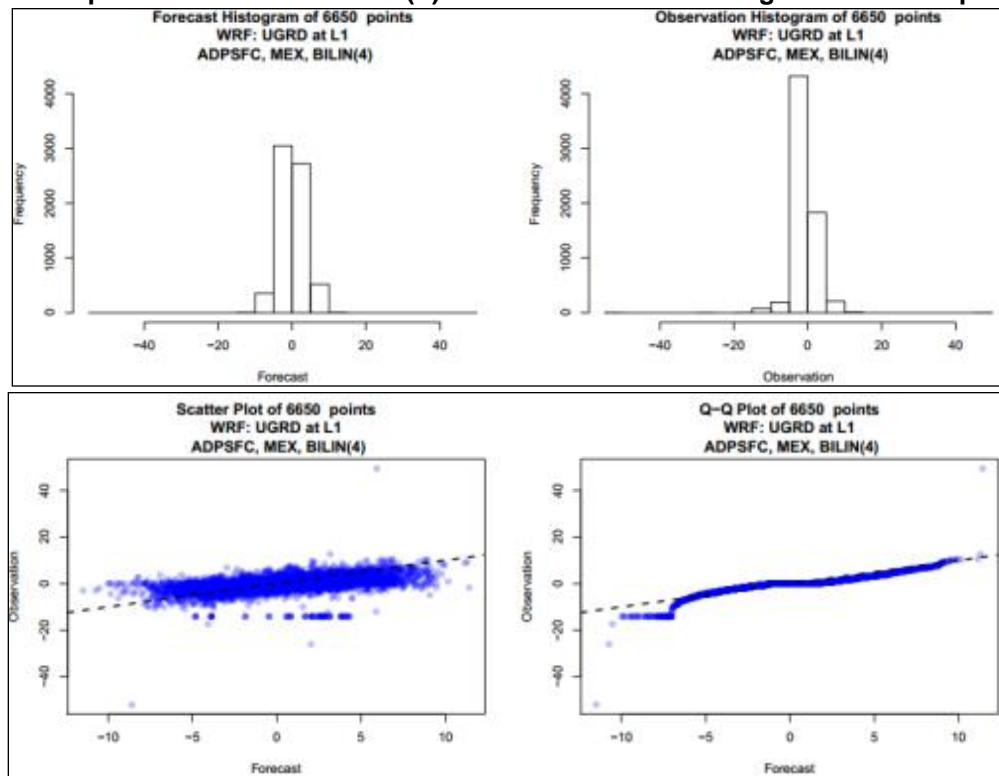 Forecast Histogram of 6650 points
WRF: UGRD at L1
ADPSFC, MEX, BILIN(4)
Frequency
0 1000 2000 3000 4000
−40 −20 0 20 40
Forecast
Observation Histogram of 6650 points
WRF: UGRD at L1
ADPSFC, MEX, BILIN(4)
Frequency
0 1000 2000 3000 4000
−40 −20 0 20 40
Observation
Scatter Plot of 6650 points
WRF: UGRD at L1
ADPSFC, MEX, BILIN(4)
Observation
−40 −20 0 20 40
−10 −5 0 5 10
Forecast
Q−Q Plot of 6650 points
WRF: UGRD at L1
ADPSFC, MEX, BILIN(4)
Observation
−40 −20 0 20 40
−10 −5 0 5 10
Forecast